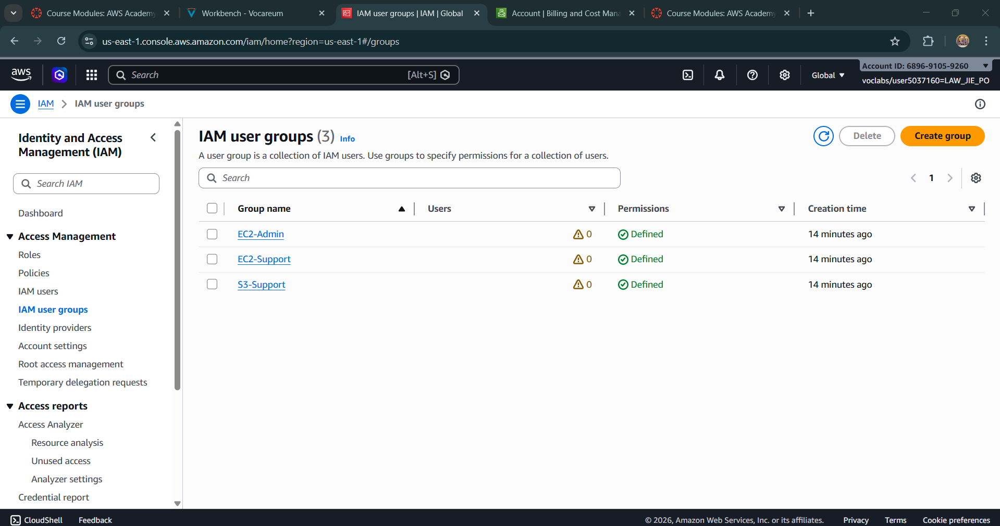 Course Modules: AWS Academy
Workbench - Vocareum
IAM user groups | IAM | Global
Account | Billing and Cost Mana
Course Modules: AWS Academy
us-east-1.console.aws.amazon.com/iam/home?region=us-east-1#/groups
aws
Search
[Alt+S]
Global
Account ID: 6896-9105-9260
voclabs/user5037160=LAW_JIE_PO
IAM
IAM user groups
Identity and Access
Management (IAM)
Search IAM
Dashboard
Access Management
Roles
Policies
IAM users
IAM user groups
Identity providers
Account settings
Root access management
Temporary delegation requests
Access reports
Access Analyzer
Resource analysis
Unused access
Analyzer settings
Credential report
IAM user groups (3) Info
A user group is a collection of IAM users. Use groups to specify permissions for a collection of users.
Delete
Create group
Search
1
Group name Users Permissions Creation time
EC2-Admin 0 Defined 14 minutes ago
EC2-Support 0 Defined 14 minutes ago
S3-Support 0 Defined 14 minutes ago
CloudShell Feedback © 2026, Amazon Web Services, Inc. or its affiliates. Privacy Terms Cookie preferences